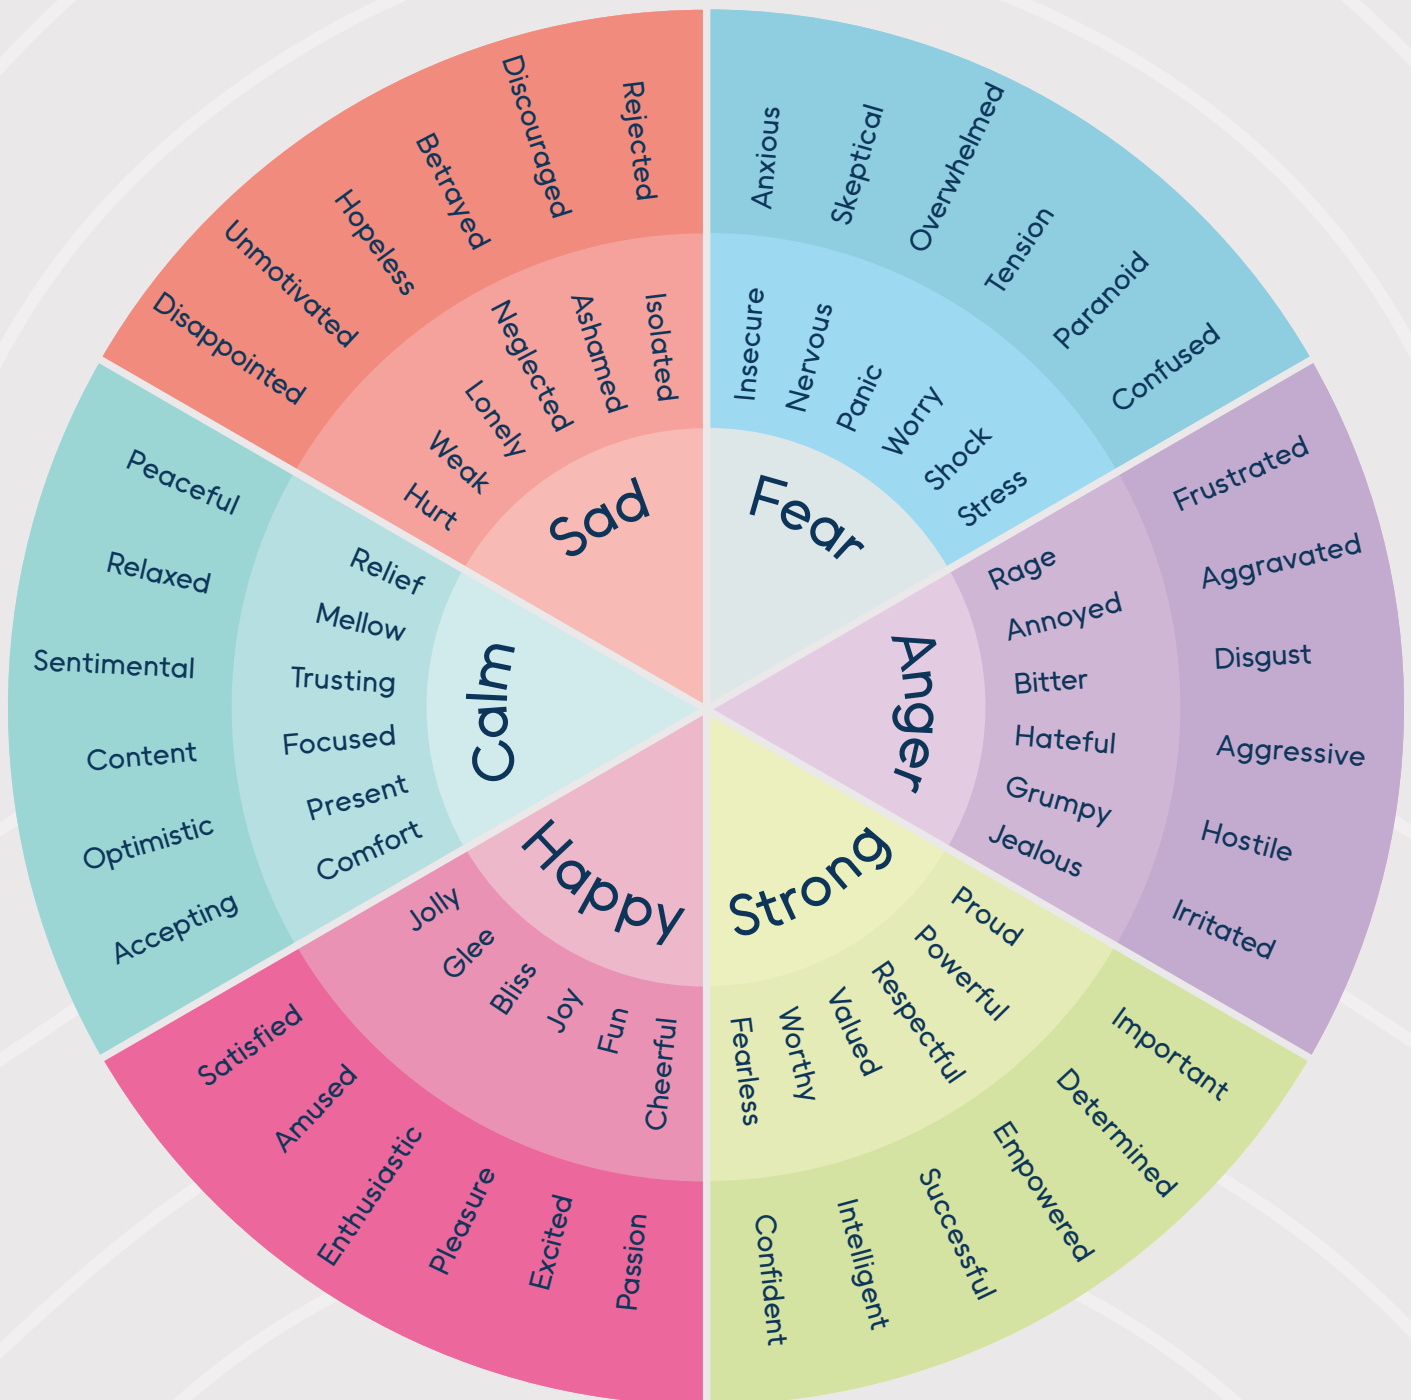 Fear
Insecure
Nervous
Panic
Worry
Shock
Stress
Anxious
Skeptical
Overwhelmed
Tension
Paranoid
Confused
Anger
Rage
Annoyed
Bitter
Hateful
Grumpy
Jealous
Frustrated
Aggravated
Disgust
Aggressive
Hostile
Irritated
Strong
Proud
Powerful
Respectful
Valued
Worthy
Fearless
Important
Determined
Empowered
Successful
Intelligent
Confident
Happy
Cheerful
Fun
Joy
Bliss
Glee
Jolly
Passion
Excited
Pleasure
Enthusiastic
Amused
Satisfied
Calm
Comfort
Present
Focused
Trusting
Mellow
Relief
Accepting
Optimistic
Content
Sentimental
Relaxed
Peaceful
Sad
Hurt
Weak
Lonely
Neglected
Ashamed
Isolated
Disappointed
Unmotivated
Hopeless
Betrayed
Discouraged
Rejected